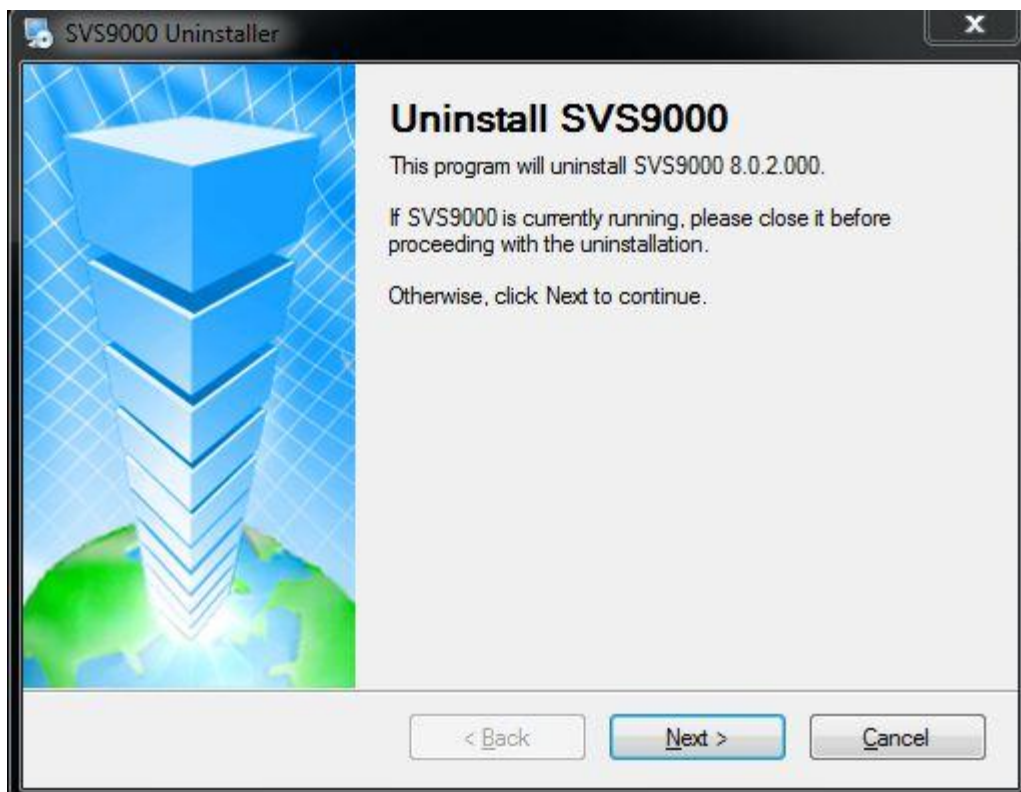 SVS9000 Uninstaller
X
Uninstall SVS9000
This program will uninstall SVS9000 8.0.2.000.
If SVS9000 is currently running, please close it before
proceeding with the uninstallation.
Otherwise, click Next to continue.
< Back
Next >
Cancel